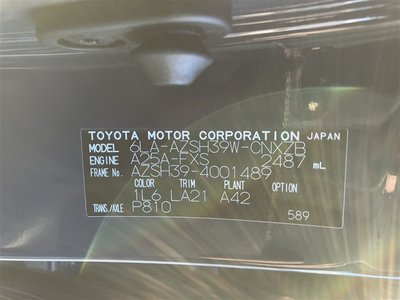 TOYOTA MOTOR CORPORATION JAPAN
MODEL 6LA-AZSH39W-CNXZB
ENGINE A25A-FXS 2487 mL
FRAME No. AZSH39-4001489
COLOR TRIM PLANT OPTION
1L6 LA21 A42
TRANS./AXLE P810
589